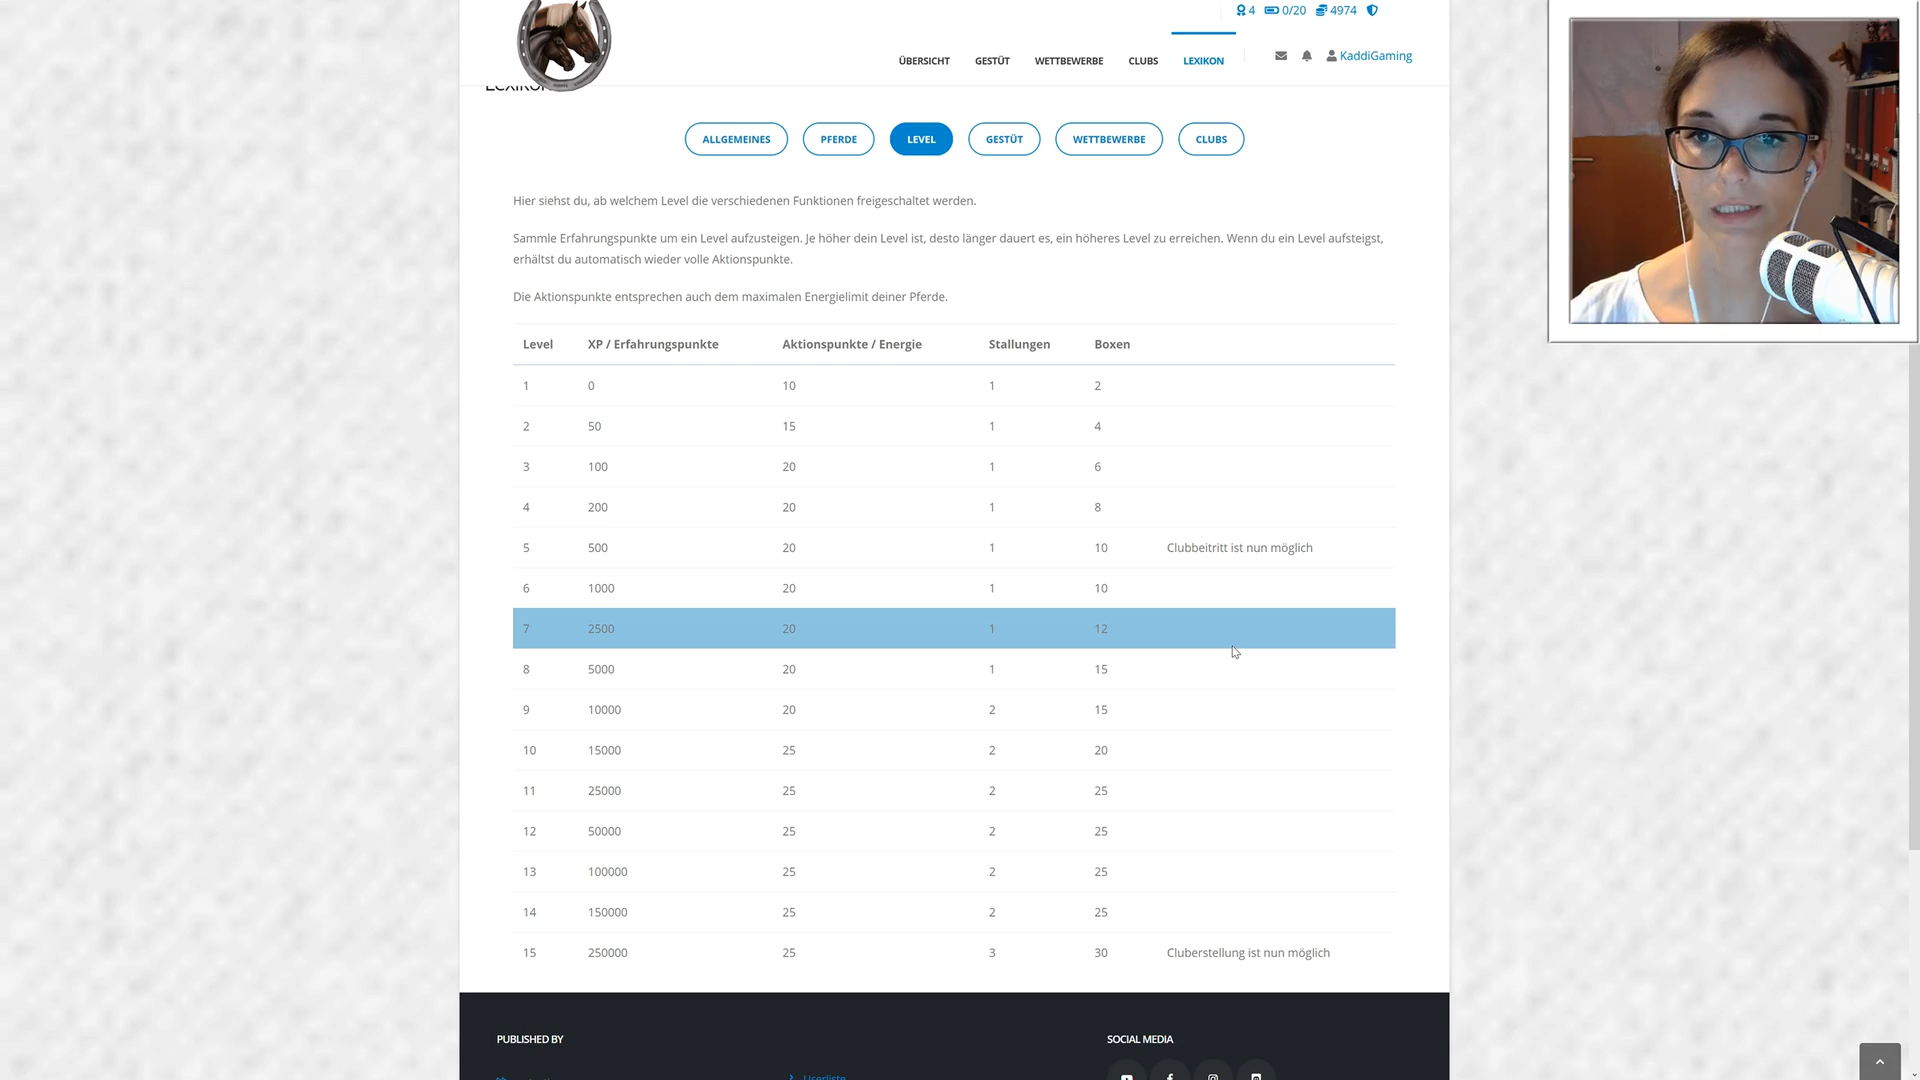 4 0/20 4974
ÜBERSICHT GESTÜT WETTBEWERBE CLUBS LEXIKON KaddiGaming
ALLGEMEINES PFERDE LEVEL GESTÜT WETTBEWERBE CLUBS
Hier siehst du, ab welchem Level die verschiedenen Funktionen freigeschaltet werden.
Sammle Erfahrungspunkte um ein Level aufzusteigen. Je höher dein Level ist, desto länger dauert es, ein höheres Level zu erreichen. Wenn du ein Level aufsteigst,
erhältst du automatisch wieder volle Aktionspunkte.
Die Aktionspunkte entsprechen auch dem maximalen Energielimit deiner Pferde.
Level XP / Erfahrungspunkte Aktionspunkte / Energie Stallungen Boxen
1 0 10 1 2
2 50 15 1 4
3 100 20 1 6
4 200 20 1 8
5 500 20 1 10 Clubbeitritt ist nun möglich
6 1000 20 1 10
7 2500 20 1 12
8 5000 20 1 15
9 10000 20 2 15
10 15000 25 2 20
11 25000 25 2 25
12 50000 25 2 25
13 100000 25 2 25
14 150000 25 2 25
15 250000 25 3 30 Cluberstellung ist nun möglich
PUBLISHED BY SOCIAL MEDIA
Userliste